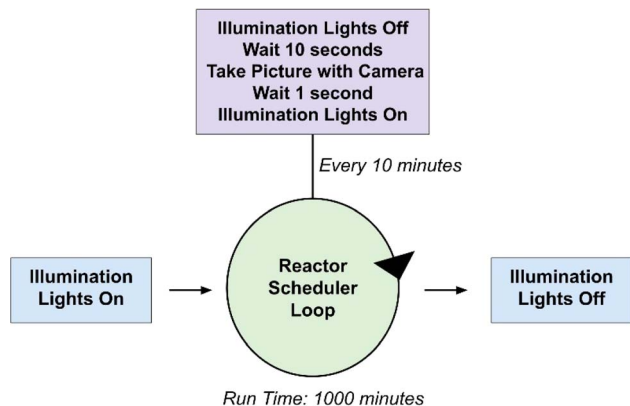 Illumination Lights Off
Wait 10 seconds
Take Picture with Camera
Wait 1 second
Illumination Lights On
Every 10 minutes
Illumination
Lights On
Reactor
Scheduler
Loop
Illumination
Lights Off
Run Time: 1000 minutes